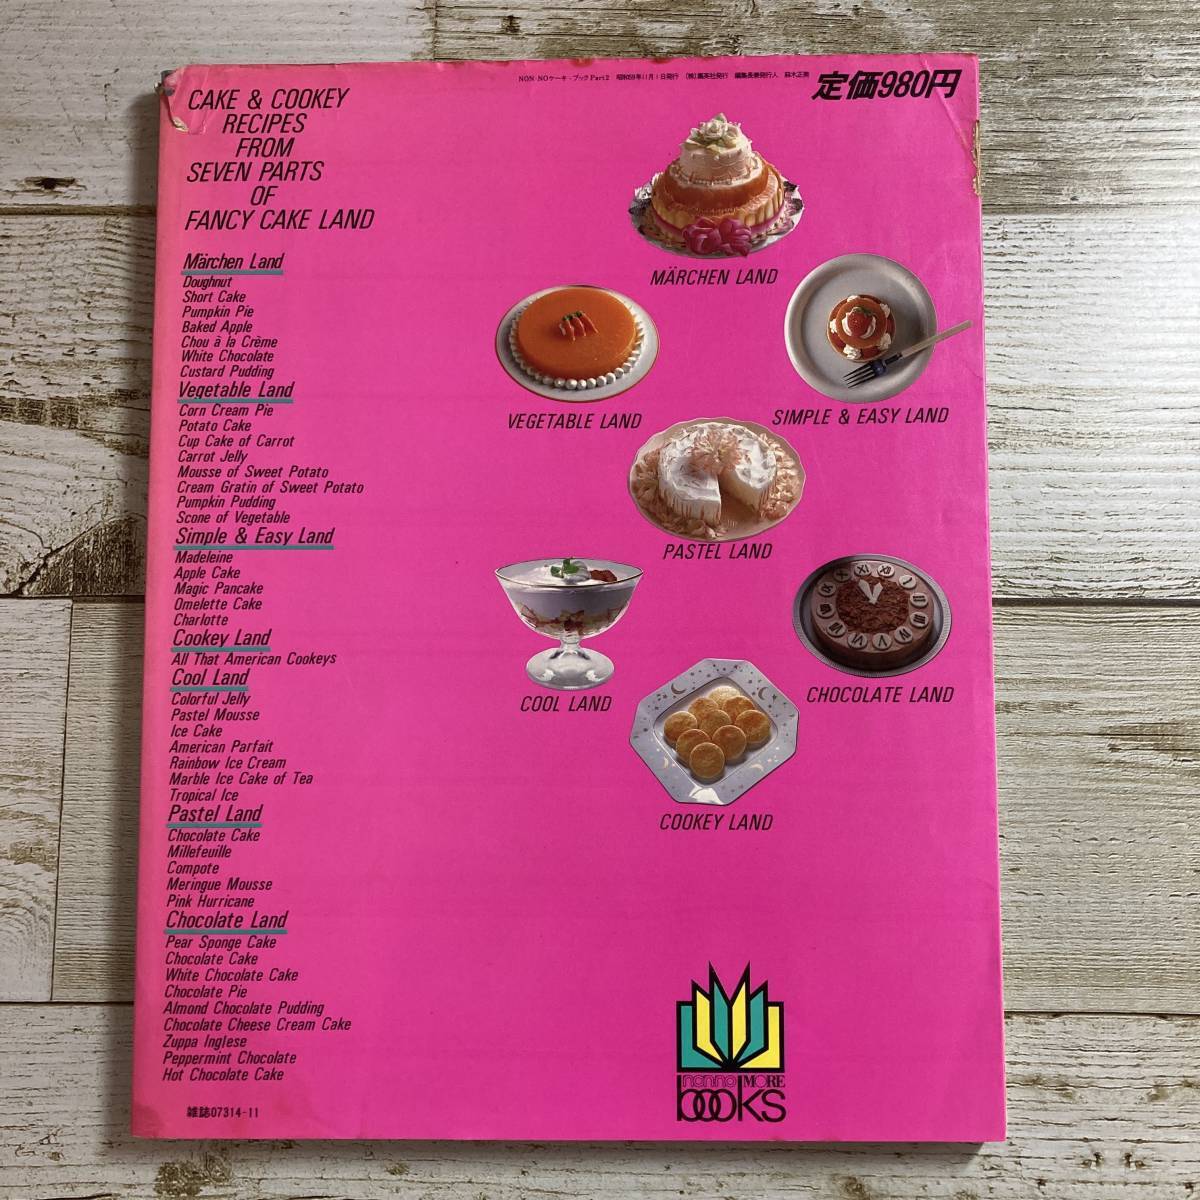 NON・NOケーキ・ブック Part2 昭和59年11月1日発行 (株)集英社発行 編集長兼発行人
定価980円
CAKE & COOKEY
RECIPES
FROM
SEVEN PARTS
OF
FANCY CAKE LAND
Märchen Land
Doughnut
Short Cake
Pumpkin Pie
Baked Apple
Chou à la Crème
White Chocolate
Custard Pudding
Vegetable Land
Corn Cream Pie
Potato Cake
Cup Cake of Carrot
Carrot Jelly
Mousse of Sweet Potato
Cream Gratin of Sweet Potato
Pumpkin Pudding
Scone of Vegetable
Simple & Easy Land
Madeleine
Apple Cake
Magic Pancake
Omelette Cake
Charlotte
Cookey Land
All That American Cookeys
Cool Land
Colorful Jelly
Pastel Mousse
Ice Cake
American Parfait
Rainbow Ice Cream
Marble Ice Cake of Tea
Tropical Ice
Pastel Land
Chocolate Cake
Millefeuille
Compote
Meringue Mousse
Pink Hurricane
Chocolate Land
Pear Sponge Cake
Chocolate Cake
White Chocolate Cake
Chocolate Pie
Almond Chocolate Pudding
Chocolate Cheese Cream Cake
Zuppa Inglese
Peppermint Chocolate
Hot Chocolate Cake
雑誌07314-11
MÄRCHEN LAND
VEGETABLE LAND
SIMPLE & EASY LAND
PASTEL LAND
COOL LAND
CHOCOLATE LAND
COOKEY LAND
non·no MORE
books